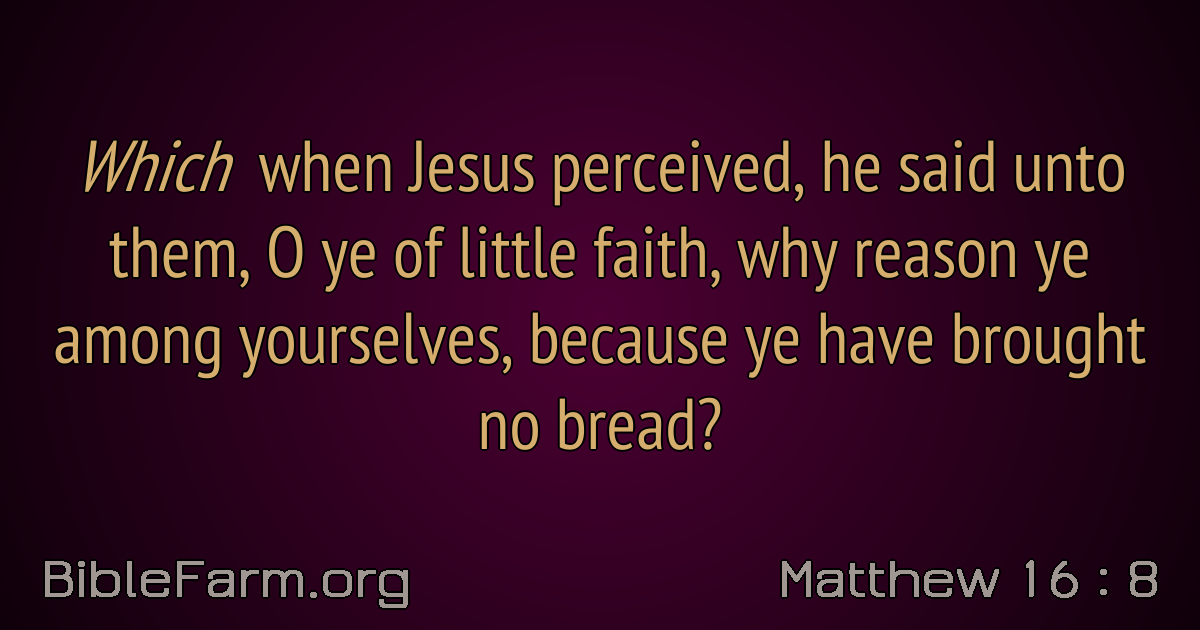 Which when Jesus perceived, he said unto
them, O ye of little faith, why reason ye
among yourselves, because ye have brought
no bread?
BibleFarm.org
Matthew 16 : 8